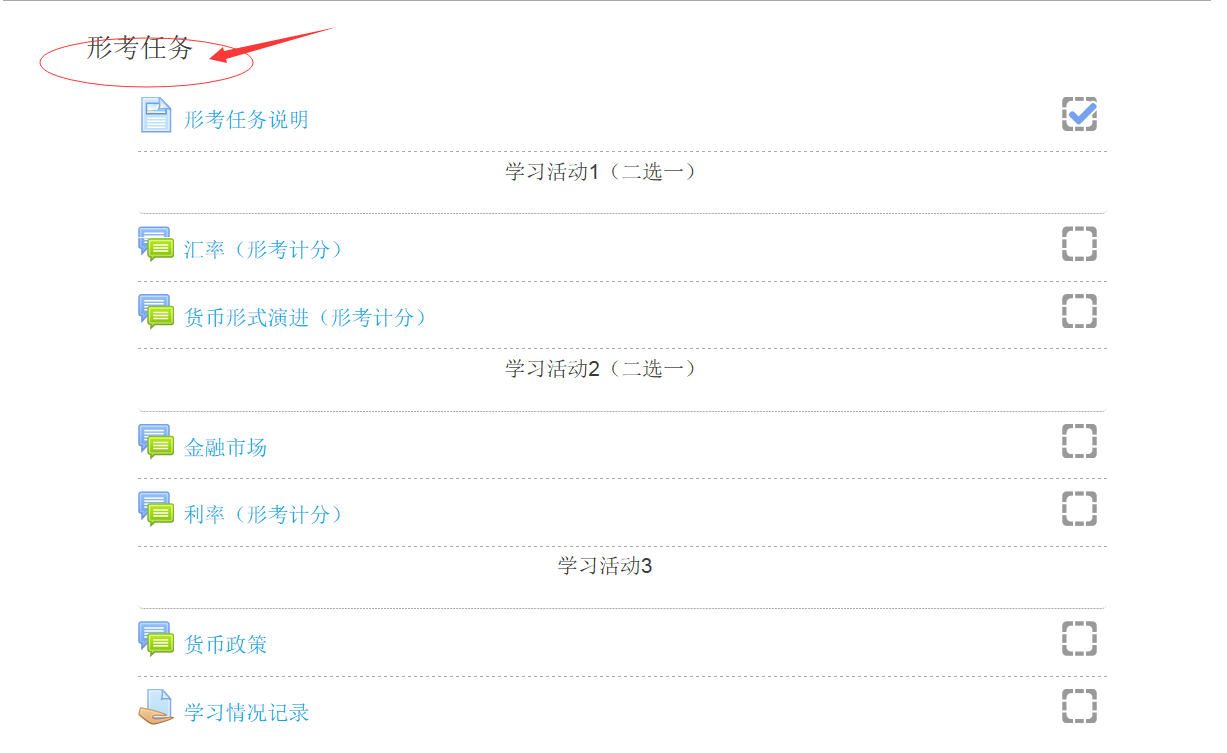 形考任务
形考任务说明
学习活动1（二选一）
汇率（形考计分）
货币形式演进（形考计分）
学习活动2（二选一）
金融市场
利率（形考计分）
学习活动3
货币政策
学习情况记录